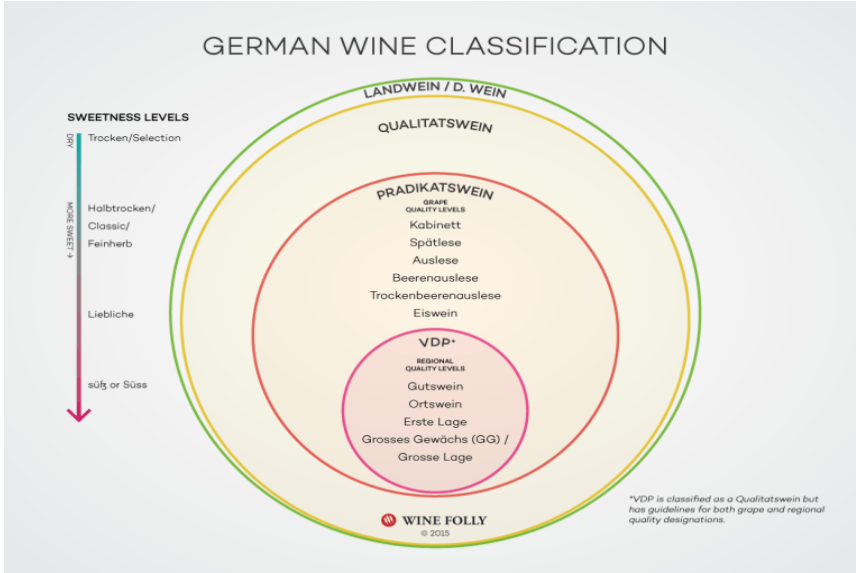 GERMAN WINE CLASSIFICATION
SWEETNESS LEVELS
DRY
MORE SWEET →
Trocken/Selection
Halbtrocken/
Classic/
Feinherb
Liebliche
süß or Süss
LANDWEIN / D. WEIN
QUALITATSWEIN
PRADIKATSWEIN
GRAPE
QUALITY LEVELS
Kabinett
Spätlese
Auslese
Beerenauslese
Trockenbeerenauslese
Eiswein
VDP*
REGIONAL
QUALITY LEVELS
Gutswein
Ortswein
Erste Lage
Grosses Gewächs (GG) /
Grosse Lage
WINE FOLLY
© 2015
*VDP is classified as a Qualitatswein but
has guidelines for both grape and regional
quality designations.